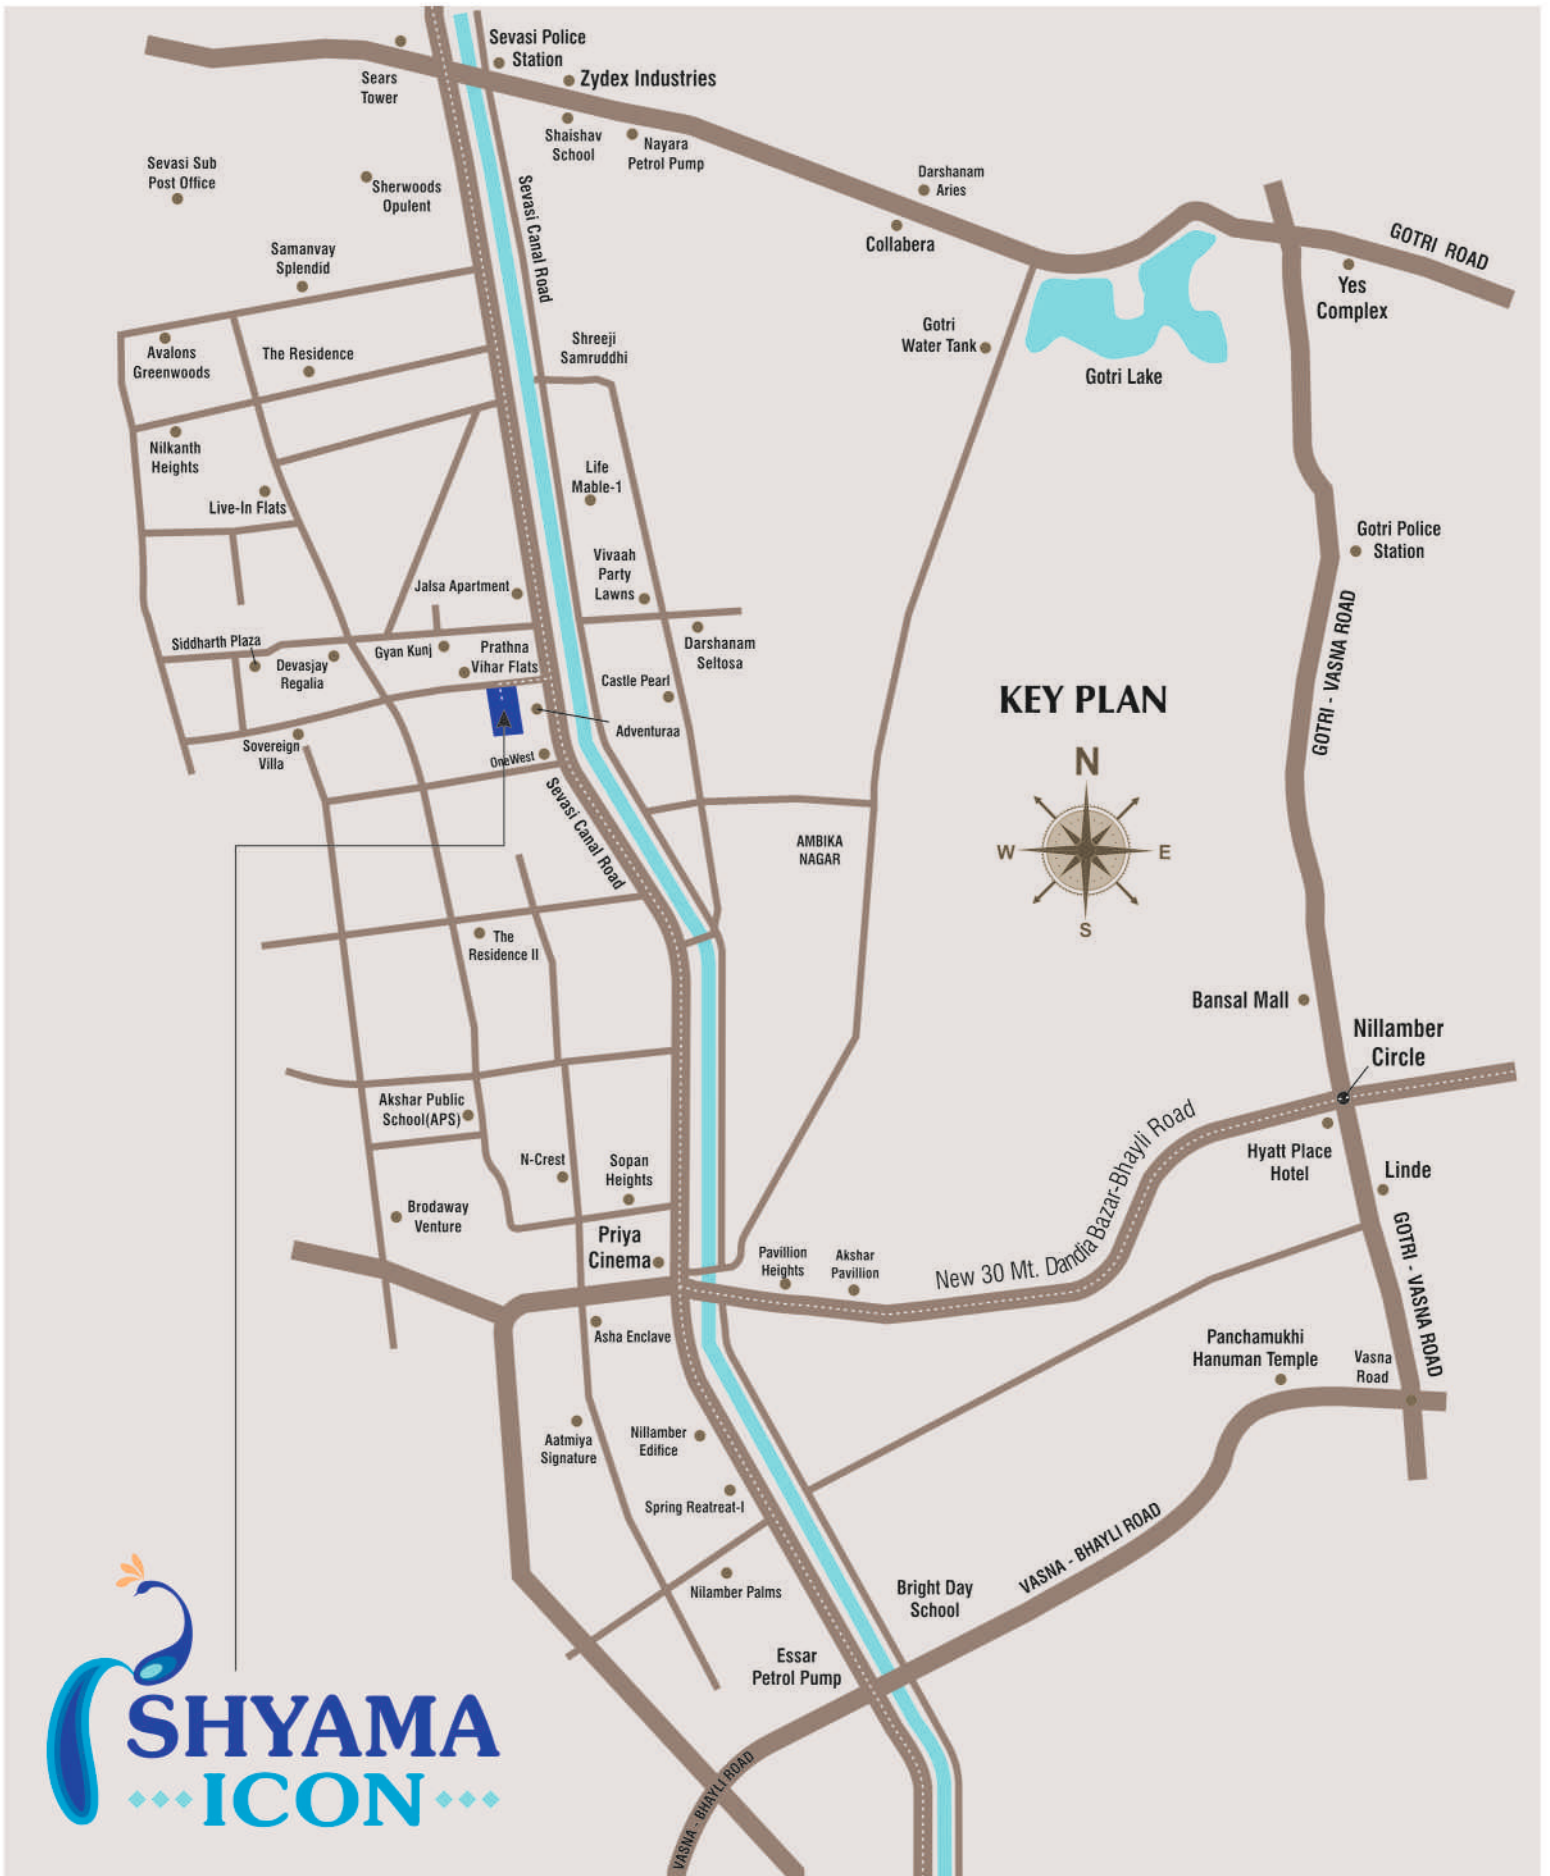 Sevasi Police
Station
Zydex Industries
Sears
Tower
Shaishav
School
Nayara
Petrol Pump
Sevasi Sub
Post Office
Sherwoods
Opulent
Darshanam
Aries
Collabera
Sevasi Canal Road
GOTRI ROAD
Yes
Complex
Samanvay
Splendid
Gotri
Water Tank
Gotri Lake
Avalons
Greenwoods
The Residence
Shreeji
Samruddhi
Nilkanth
Heights
Live-In Flats
Life
Mable-1
Gotri Police
Station
Vivaah
Party
Lawns
Jalsa Apartment
GOTRI - VASNA ROAD
Siddharth Plaza
Devasjay
Regalia
Gyan Kunj
Prathna
Vihar Flats
Darshanam
Seltosa
Castle Pearl
Adventuraa
KEY PLAN
Sovereign
Villa
OneWest
Sevasi Canal Road
N
W
E
S
AMBIKA
NAGAR
The
Residence II
Bansal Mall
Nillamber
Circle
Akshar Public
School(APS)
N-Crest
Sopan
Heights
New 30 Mt. Dandia Bazar-Bhayli Road
Hyatt Place
Hotel
Linde
Brodaway
Venture
Priya
Cinema
Pavillion
Heights
Akshar
Pavillion
GOTRI - VASNA ROAD
Asha Enclave
Panchamukhi
Hanuman Temple
Vasna
Road
Aatmiya
Signature
Nillamber
Edifice
Spring Reatreat-I
VASNA - BHAYLI ROAD
Nilamber Palms
Bright Day
School
Essar
Petrol Pump
VASNA - BHAYLI ROAD
SHYAMA
ICON